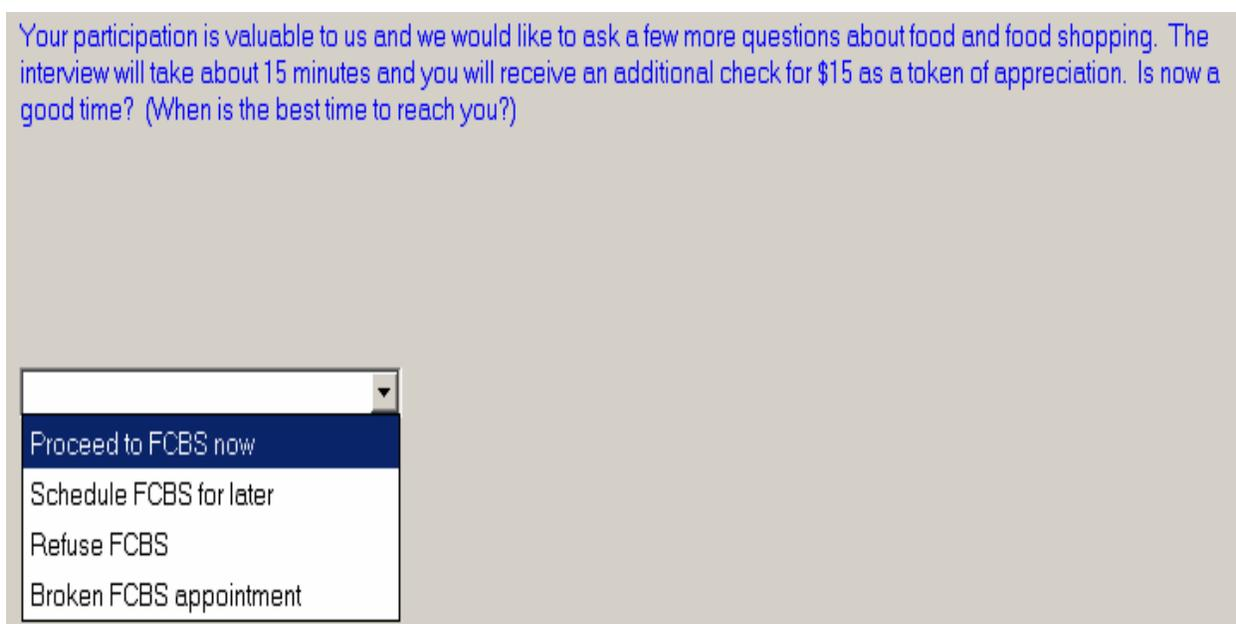 Your participation is valuable to us and we would like to ask a few more questions about food and food shopping. The
interview will take about 15 minutes and you will receive an additional check for $15 as a token of appreciation. Is now a
good time? (When is the best time to reach you?)
Proceed to FCBS now
Schedule FCBS for later
Refuse FCBS
Broken FCBS appointment